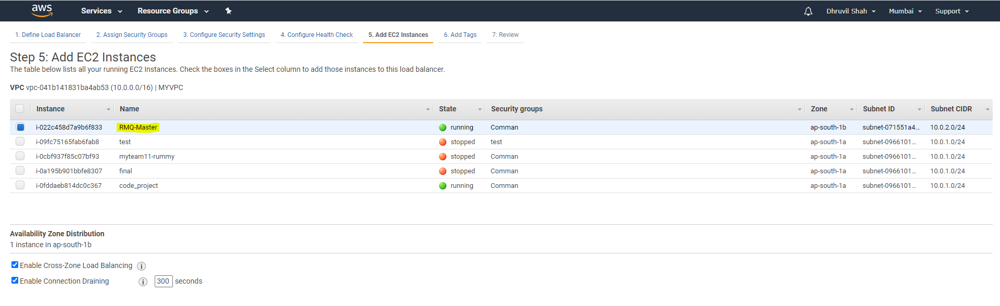 aws Services Resource Groups Dhruvil Shah Mumbai Support
1. Define Load Balancer 2. Assign Security Groups 3. Configure Security Settings 4. Configure Health Check 5. Add EC2 Instances 6. Add Tags 7. Review
Step 5: Add EC2 Instances
The table below lists all your running EC2 Instances. Check the boxes in the Select column to add those instances to this load balancer.
VPC vpc-041b141831ba4ab53 (10.0.0.0/16) | MYVPC
Instance Name State Security groups Zone Subnet ID Subnet CIDR
i-022c458d7a9b6f833 RMQ-Master running Comman ap-south-1b subnet-071551a4... 10.0.2.0/24
i-09fc75165fab6fab8 test stopped test ap-south-1a subnet-0966101... 10.0.1.0/24
i-0cbf937f85c07bf93 myteam11-rummy stopped Comman ap-south-1a subnet-0966101... 10.0.1.0/24
i-0a195b901bbfe8307 final stopped Comman ap-south-1a subnet-0966101... 10.0.1.0/24
i-0fddaeb814dc0c367 code_project running Comman ap-south-1a subnet-0966101... 10.0.1.0/24
Availability Zone Distribution
1 instance in ap-south-1b
Enable Cross-Zone Load Balancing i
Enable Connection Draining i 300 seconds